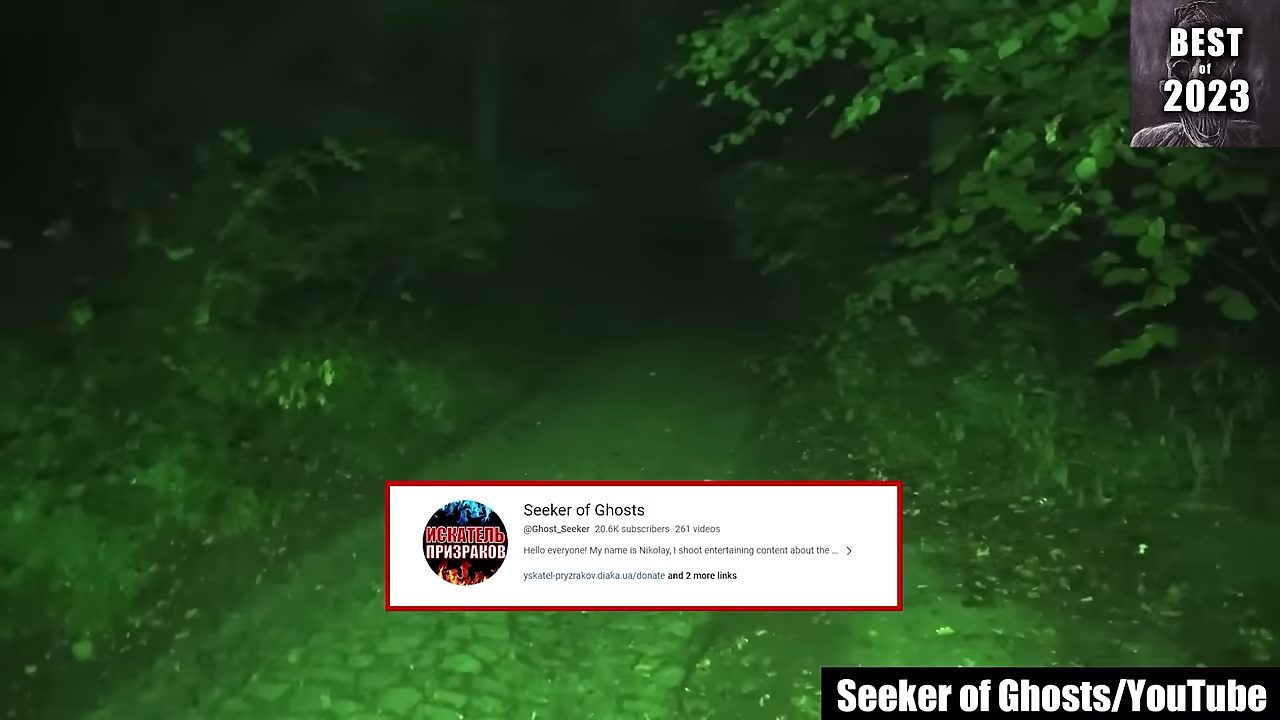 BEST
of
2023
Seeker of Ghosts
@Ghost_Seeker 20.6K subscribers 261 videos
Hello everyone! My name is Nikolay, I shoot entertaining content about the ...
yskatel-pryzrakov.diaka.ua/donate and 2 more links
ИСКАТЕЛЬ
ПРИЗРАКОВ
Seeker of Ghosts/YouTube